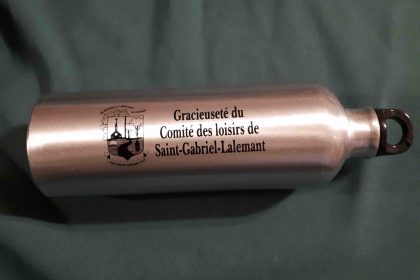 Gracieuseté du
Comité des loisirs de
Saint-Gabriel-Lalemant